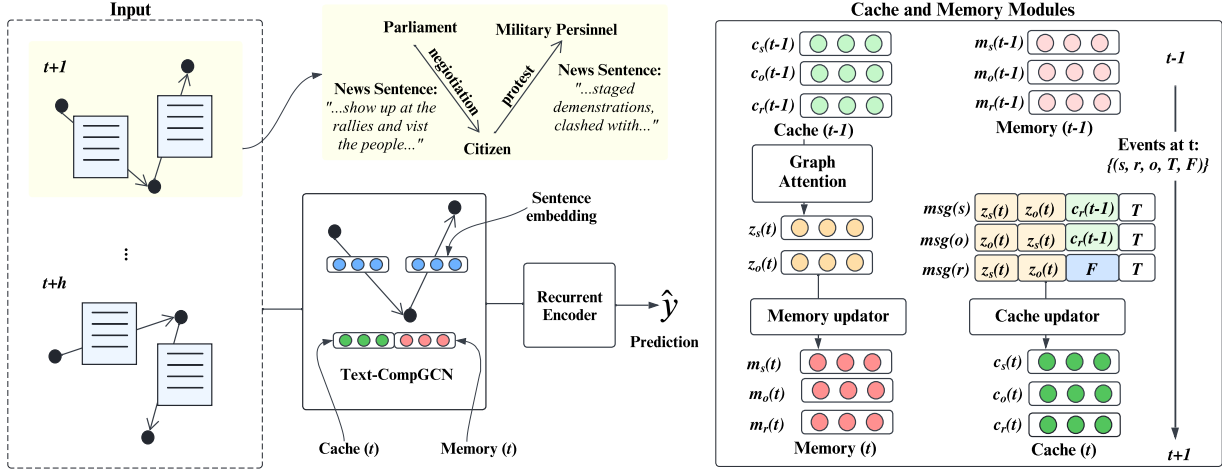 Input
t+1
t+h
Parliament
Military Persinnel
negiotiation
protest
News Sentence:
"...show up at the
rallies and vist
the people..."
News Sentence:
"...staged
demenstrations,
clashed wtith..."
Citizen
Sentence
embedding
Text-CompGCN
Cache (t)
Memory (t)
Recurrent
Encoder
ŷ
Prediction
Cache and Memory Modules
c_s(t-1)
c_o(t-1)
c_r(t-1)
Cache (t-1)
m_s(t-1)
m_o(t-1)
m_r(t-1)
Memory (t-1)
t-1
Events at t:
{(s, r, o, T, F)}
t+1
Graph
Attention
z_s(t)
z_o(t)
Memory updator
m_s(t)
m_o(t)
m_r(t)
Memory (t)
msg(s) z_s(t) z_o(t) c_r(t-1) T
msg(o) z_o(t) z_s(t) c_r(t-1) T
msg(r) z_s(t) z_o(t) F T
Cache updator
c_s(t)
c_o(t)
c_r(t)
Cache (t)